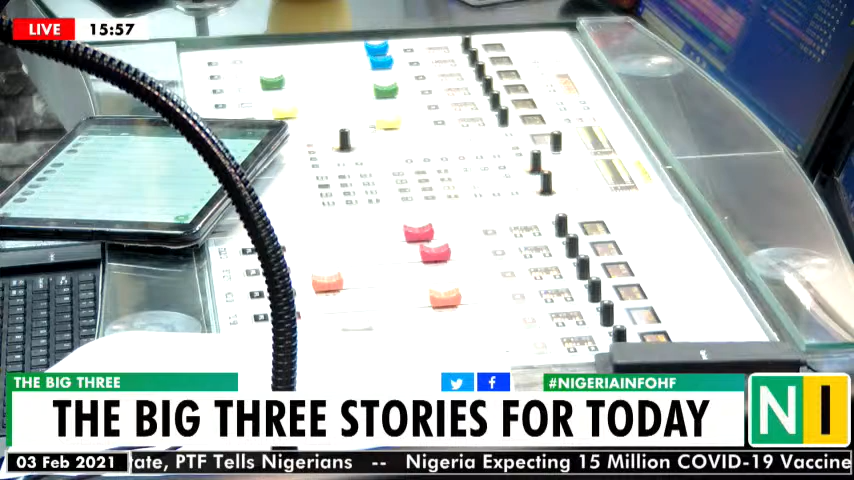 LIVE 15:57
THE BIG THREE
#NIGERIAINFOHF
THE BIG THREE STORIES FOR TODAY
NI
03 Feb 2021 ate, PTF Tells Nigerians -- Nigeria Expecting 15 Million COVID-19 Vaccine